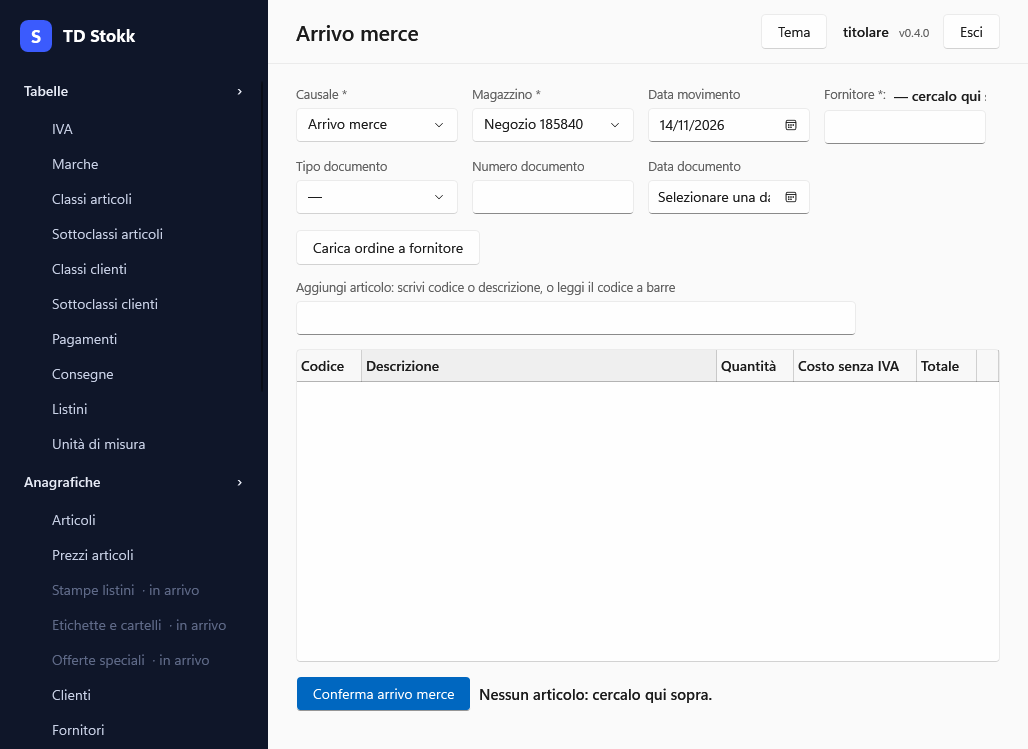 S TD Stokk
Tabelle
IVA
Marche
Classi articoli
Sottoclassi articoli
Classi clienti
Sottoclassi clienti
Pagamenti
Consegne
Listini
Unità di misura
Anagrafiche
Articoli
Prezzi articoli
Stampe listini · in arrivo
Etichette e cartelli · in arrivo
Offerte speciali · in arrivo
Clienti
Fornitori
Arrivo merce
Tema titolare v0.4.0 Esci
Causale * Magazzino * Data movimento Fornitore *: — cercalo qui
Arrivo merce Negozio 185840 14/11/2026
Tipo documento Numero documento Data documento
— Selezionare una da
Carica ordine a fornitore
Aggiungi articolo: scrivi codice o descrizione, o leggi il codice a barre
Codice Descrizione Quantità Costo senza IVA Totale
Conferma arrivo merce Nessun articolo: cercalo qui sopra.